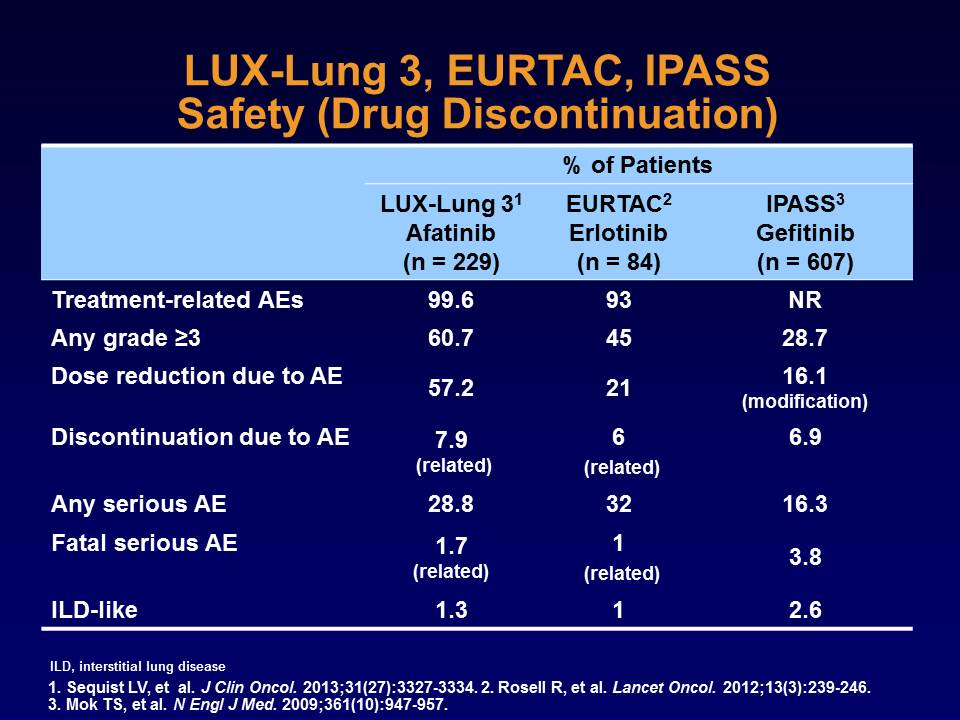 LUX-Lung 3, EURTAC, IPASS
Safety (Drug Discontinuation)
% of Patients
LUX-Lung 3¹ EURTAC² IPASS³
Afatinib Erlotinib Gefitinib
(n = 229) (n = 84) (n = 607)
Treatment-related AEs 99.6 93 NR
Any grade ≥3 60.7 45 28.7
Dose reduction due to AE 57.2 21 16.1
(modification)
Discontinuation due to AE 7.9 6 6.9
(related) (related)
Any serious AE 28.8 32 16.3
Fatal serious AE 1.7 1 3.8
(related) (related)
ILD-like 1.3 1 2.6
ILD, interstitial lung disease
1. Sequist LV, et al. J Clin Oncol. 2013;31(27):3327-3334. 2. Rosell R, et al. Lancet Oncol. 2012;13(3):239-246.
3. Mok TS, et al. N Engl J Med. 2009;361(10):947-957.